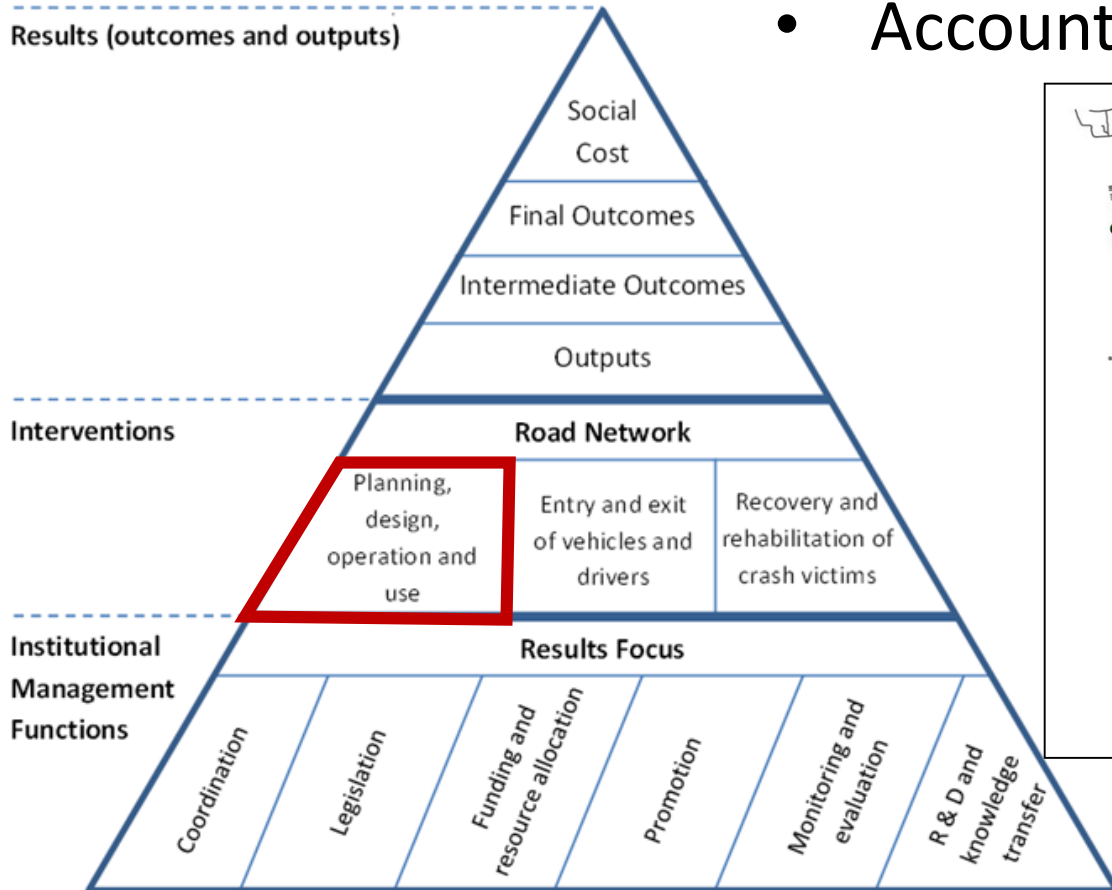 Results (outcomes and outputs)
• Account
Social
Cost
Final Outcomes
Intermediate Outcomes
Outputs
Interventions
Road Network
Planning,
design,
operation and
use
Entry and exit
of vehicles and
drivers
Recovery and
rehabilitation of
crash victims
Institutional
Management
Functions
Results Focus
Coordination
Legislation
Funding and
resource allocation
Promotion
Monitoring and
evaluation
R & D and
knowledge
transfer